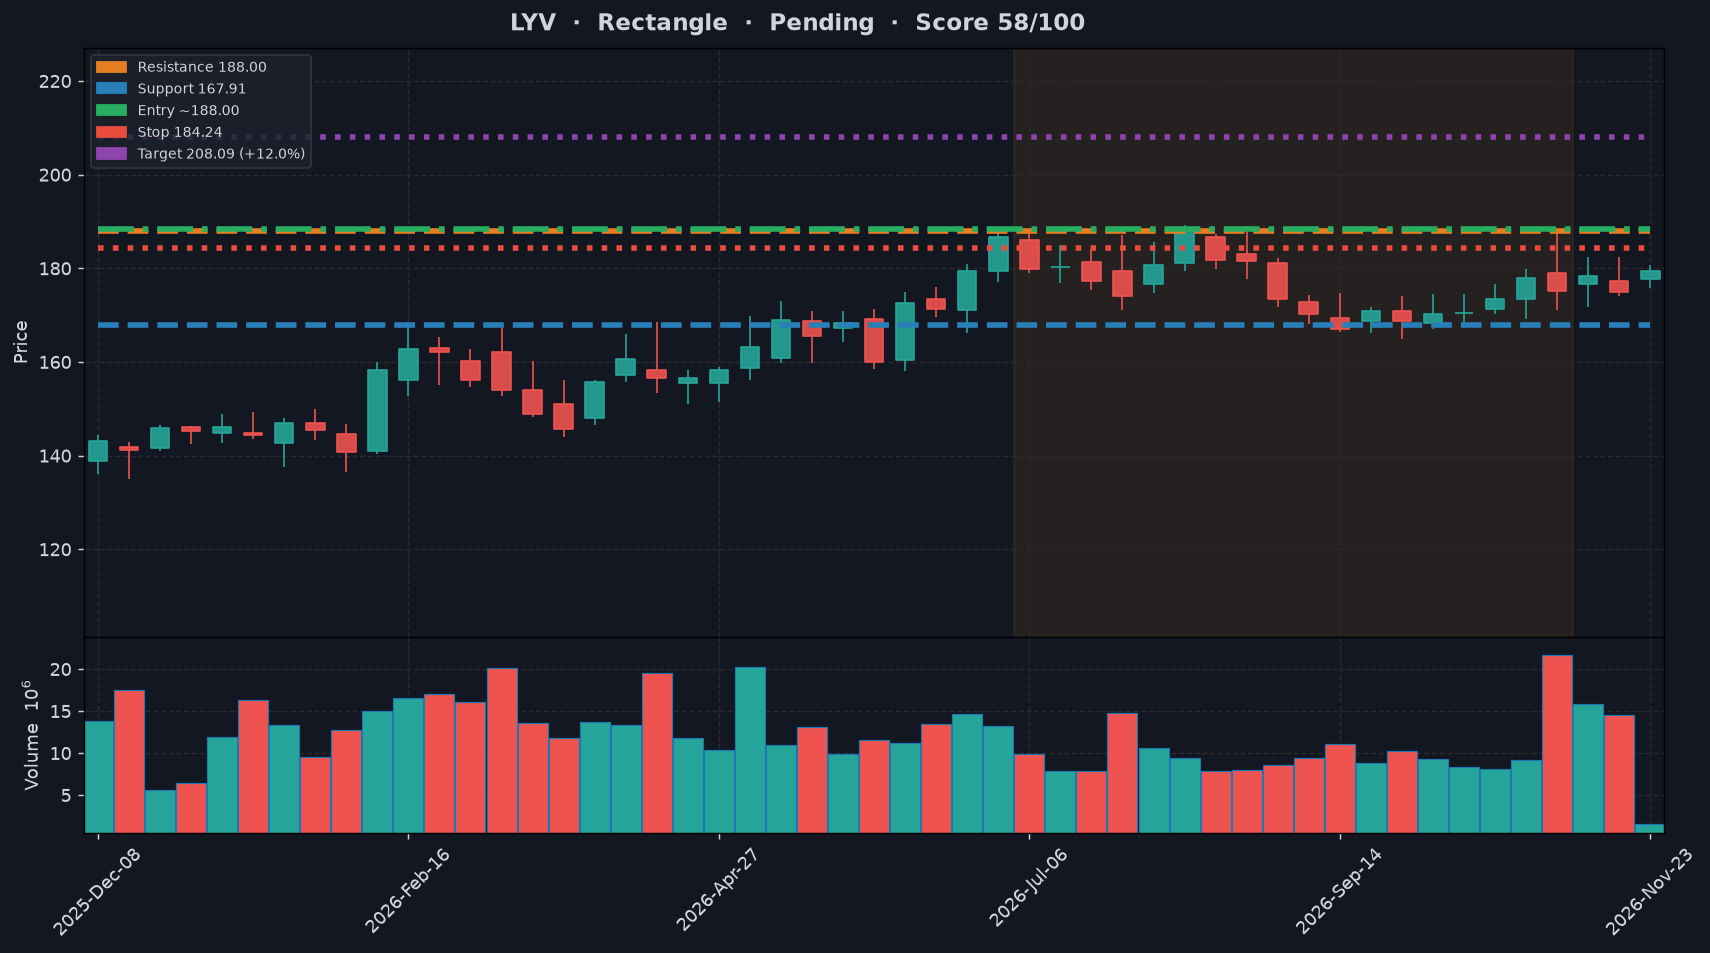 LYV · Rectangle · Pending · Score 58/100
Resistance 188.00
Support 167.91
Entry ~188.00
Stop 184.24
Target 208.09 (+12.0%)
220
200
180
160
140
120
Price
20
15
10
5
Volume 10⁶
2025-Dec-08
2026-Feb-16
2026-Apr-27
2026-Jul-06
2026-Sep-14
2026-Nov-23